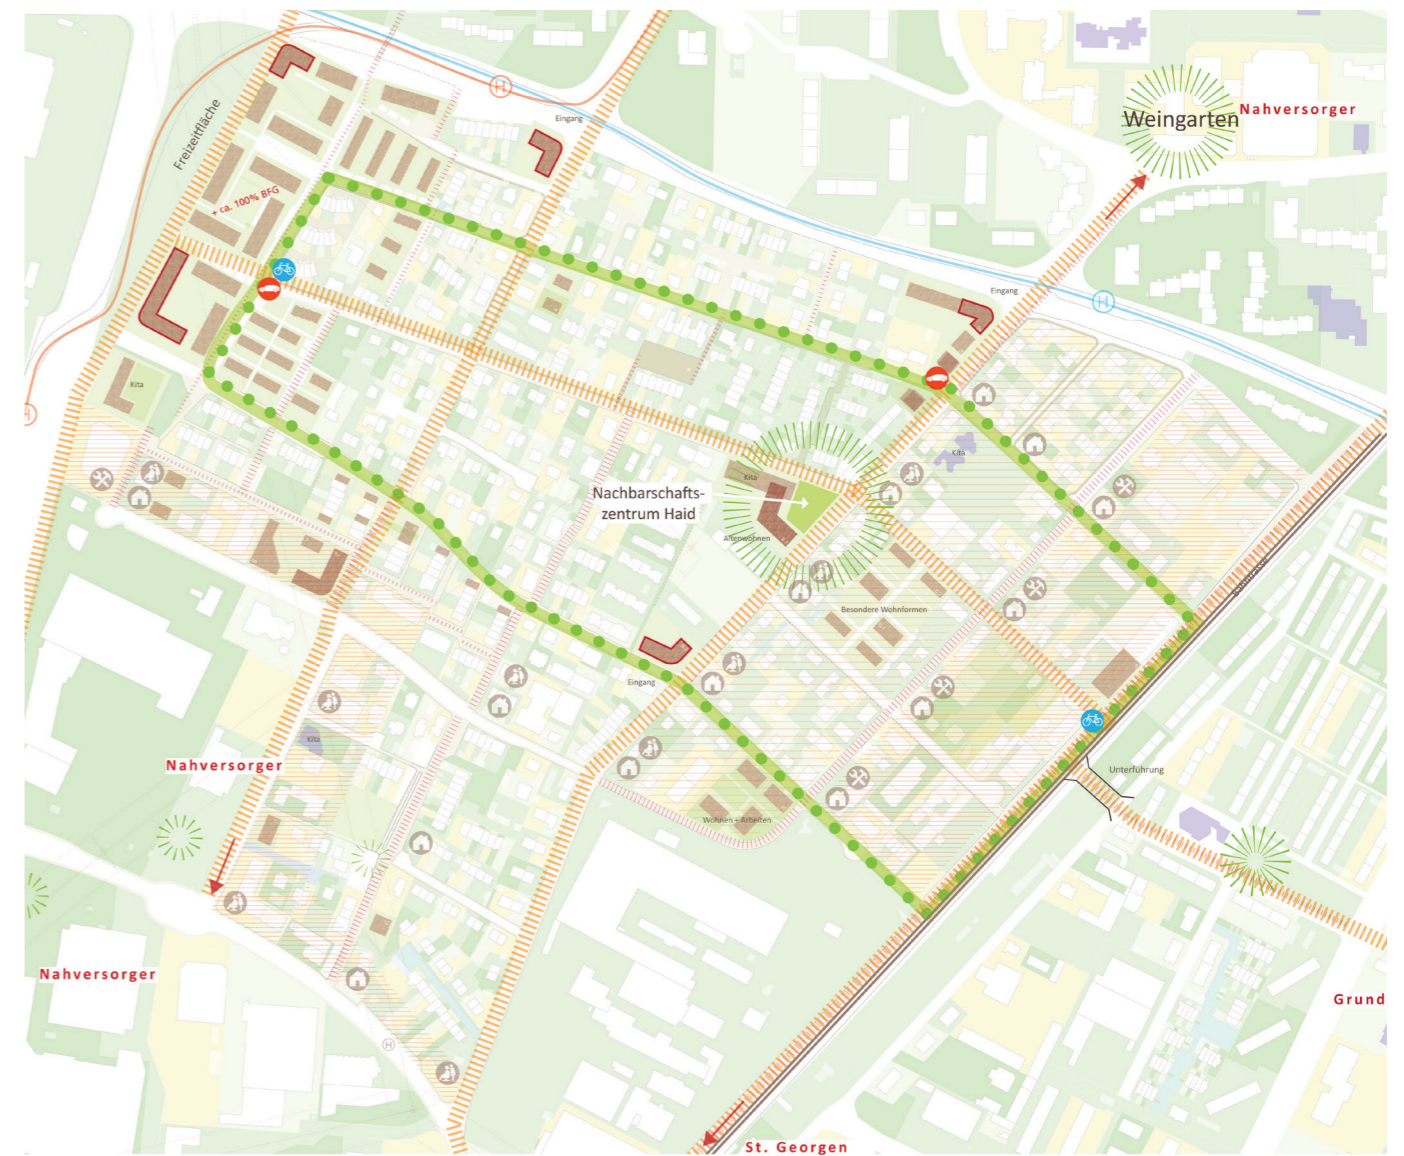 Eingang
Freizeitfläche
Weingarten
Nahversorger
+ ca. 100% BFG
H
Eingang
H
Kita
H
Kita
Kita
Nachbarschafts-
zentrum Haid
Altenwohnen
Bahntrasse
Besondere Wohnformen
Eingang
Kita
Nahversorger
Unterführung
Wohnen + Arbeiten
Nahversorger
Grund
H
St. Georgen